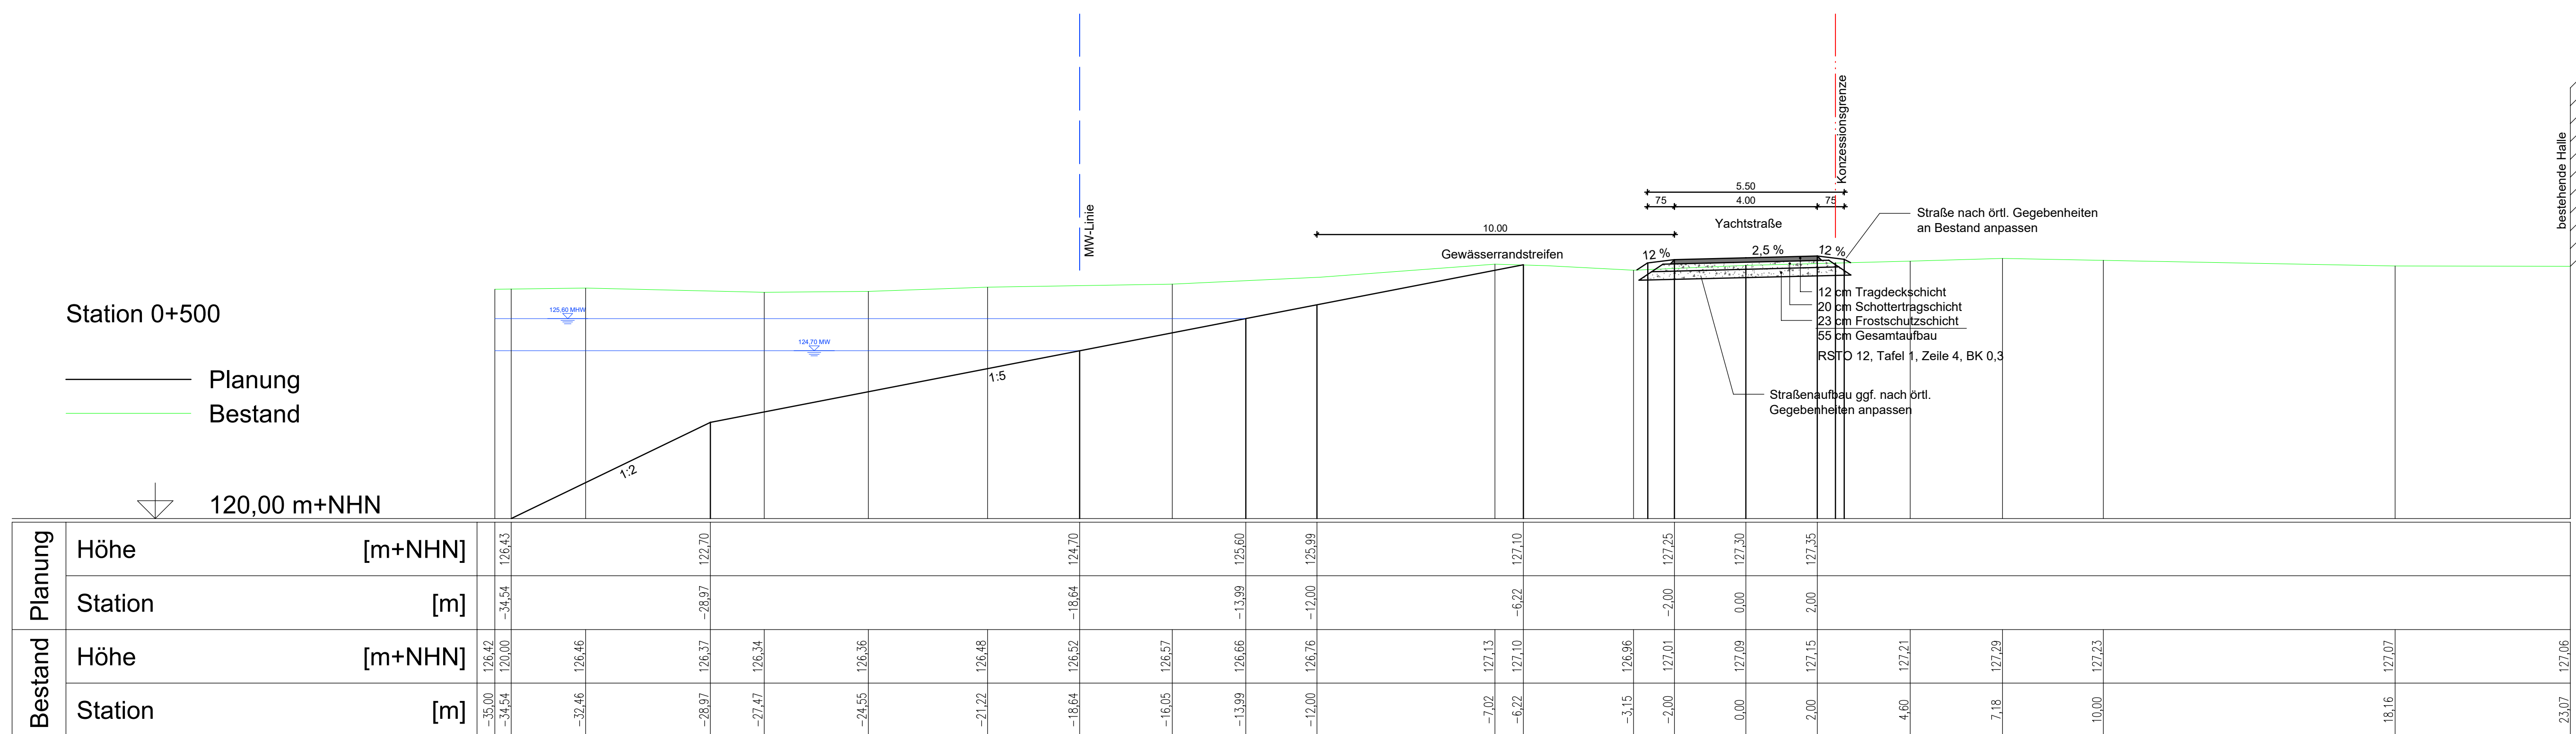 MW-Linie
Konzessionsgrenze
bestehende Halle
5.50
75 4.00 75
Yachtstraße
10.00
Gewässerrandstreifen
12 % 2,5 % 12 %
Straße nach örtl. Gegebenheiten
an Bestand anpassen
12 cm Tragdeckschicht
20 cm Schottertragschicht
23 cm Frostschutzschicht
55 cm Gesamtaufbau
RSTO 12, Tafel 1, Zeile 4, BK 0,3
Straßenaufbau ggf. nach örtl.
Gegebenheiten anpassen
125,60 MHW
124,70 MW
1:5
1:2
Station 0+500
Planung
Bestand
120,00 m+NHN
Planung
Höhe [m+NHN] 126,43 122,70 124,70 125,60 125,99 127,10 127,25 127,30 127,35
Station [m] -34,54 -28,97 -18,64 -13,99 -12,00 -6,22 -2,00 0,00 2,00
Bestand
Höhe [m+NHN] 126,42 120,00 126,46 126,37 126,34 126,36 126,48 126,52 126,57 126,66 126,76 127,13 127,10 126,96 127,01 127,09 127,15 127,21 127,29 127,23 127,07 127,06
Station [m] -35,00 -34,54 -32,46 -28,97 -27,47 -24,55 -21,22 -18,64 -16,05 -13,99 -12,00 -7,02 -6,22 -3,15 -2,00 0,00 2,00 4,60 7,18 10,00 18,16 23,07